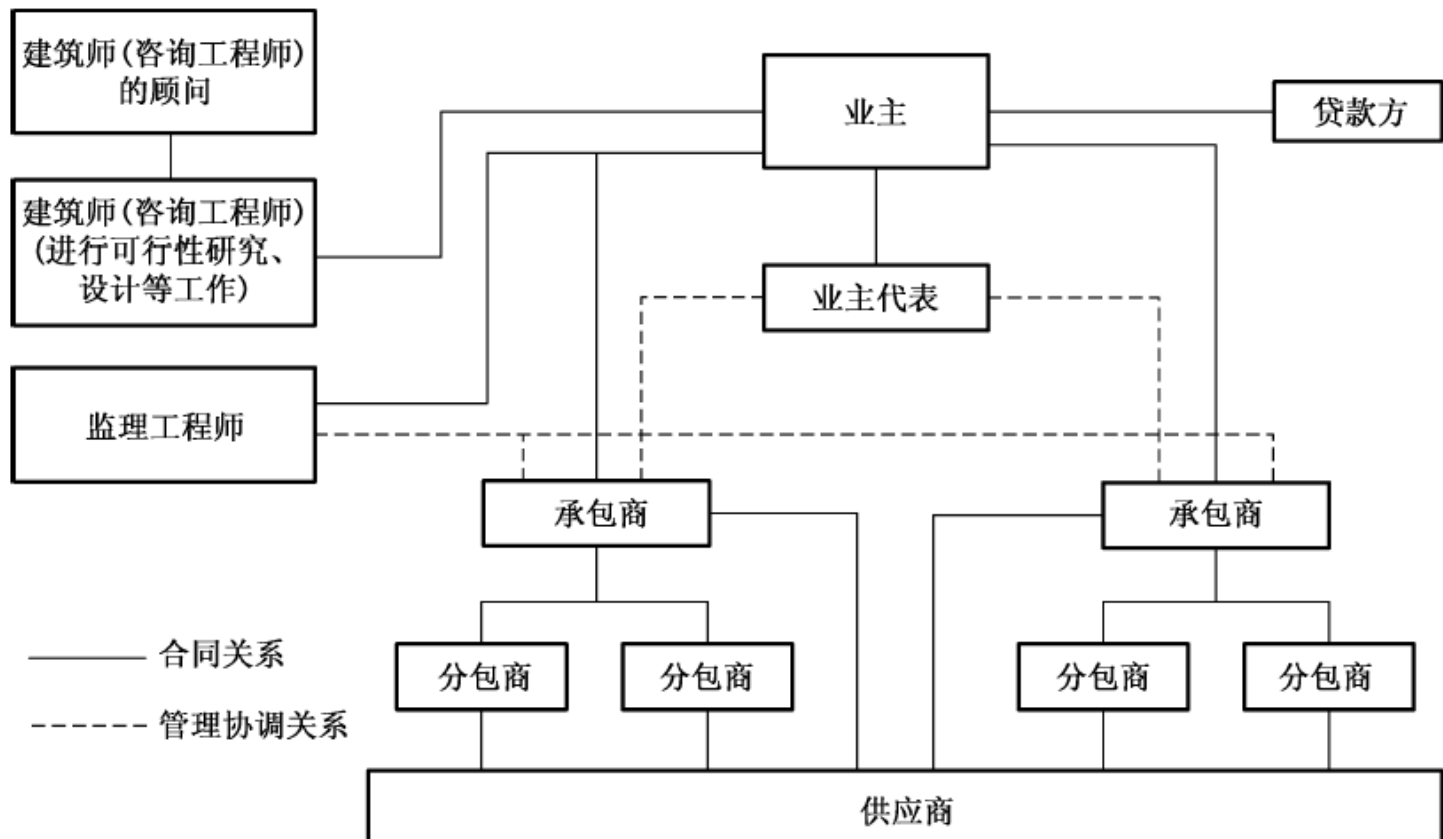 建筑师(咨询工程师)
的顾问
业主
贷款方
建筑师(咨询工程师)
(进行可行性研究、
设计等工作)
业主代表
监理工程师
承包商
承包商
分包商
分包商
分包商
分包商
合同关系
管理协调关系
供应商